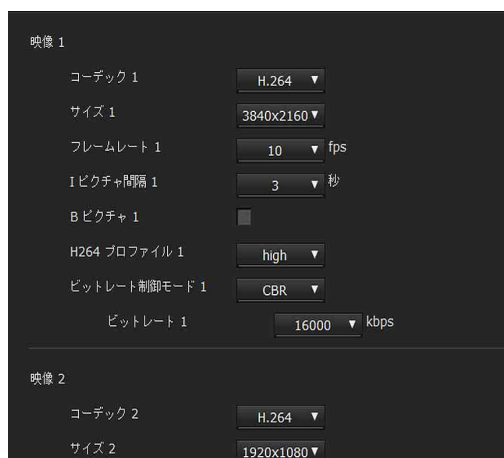 映像 1
コーデック 1 H.264
サイズ 1 3840x2160
フレームレート 1 10 fps
I ピクチャ間隔 1 3 秒
B ピクチャ 1
H264 プロファイル 1 high
ビットレート制御モード 1 CBR
ビットレート 1 16000 kbps
映像 2
コーデック 2 H.264
サイズ 2 1920x1080